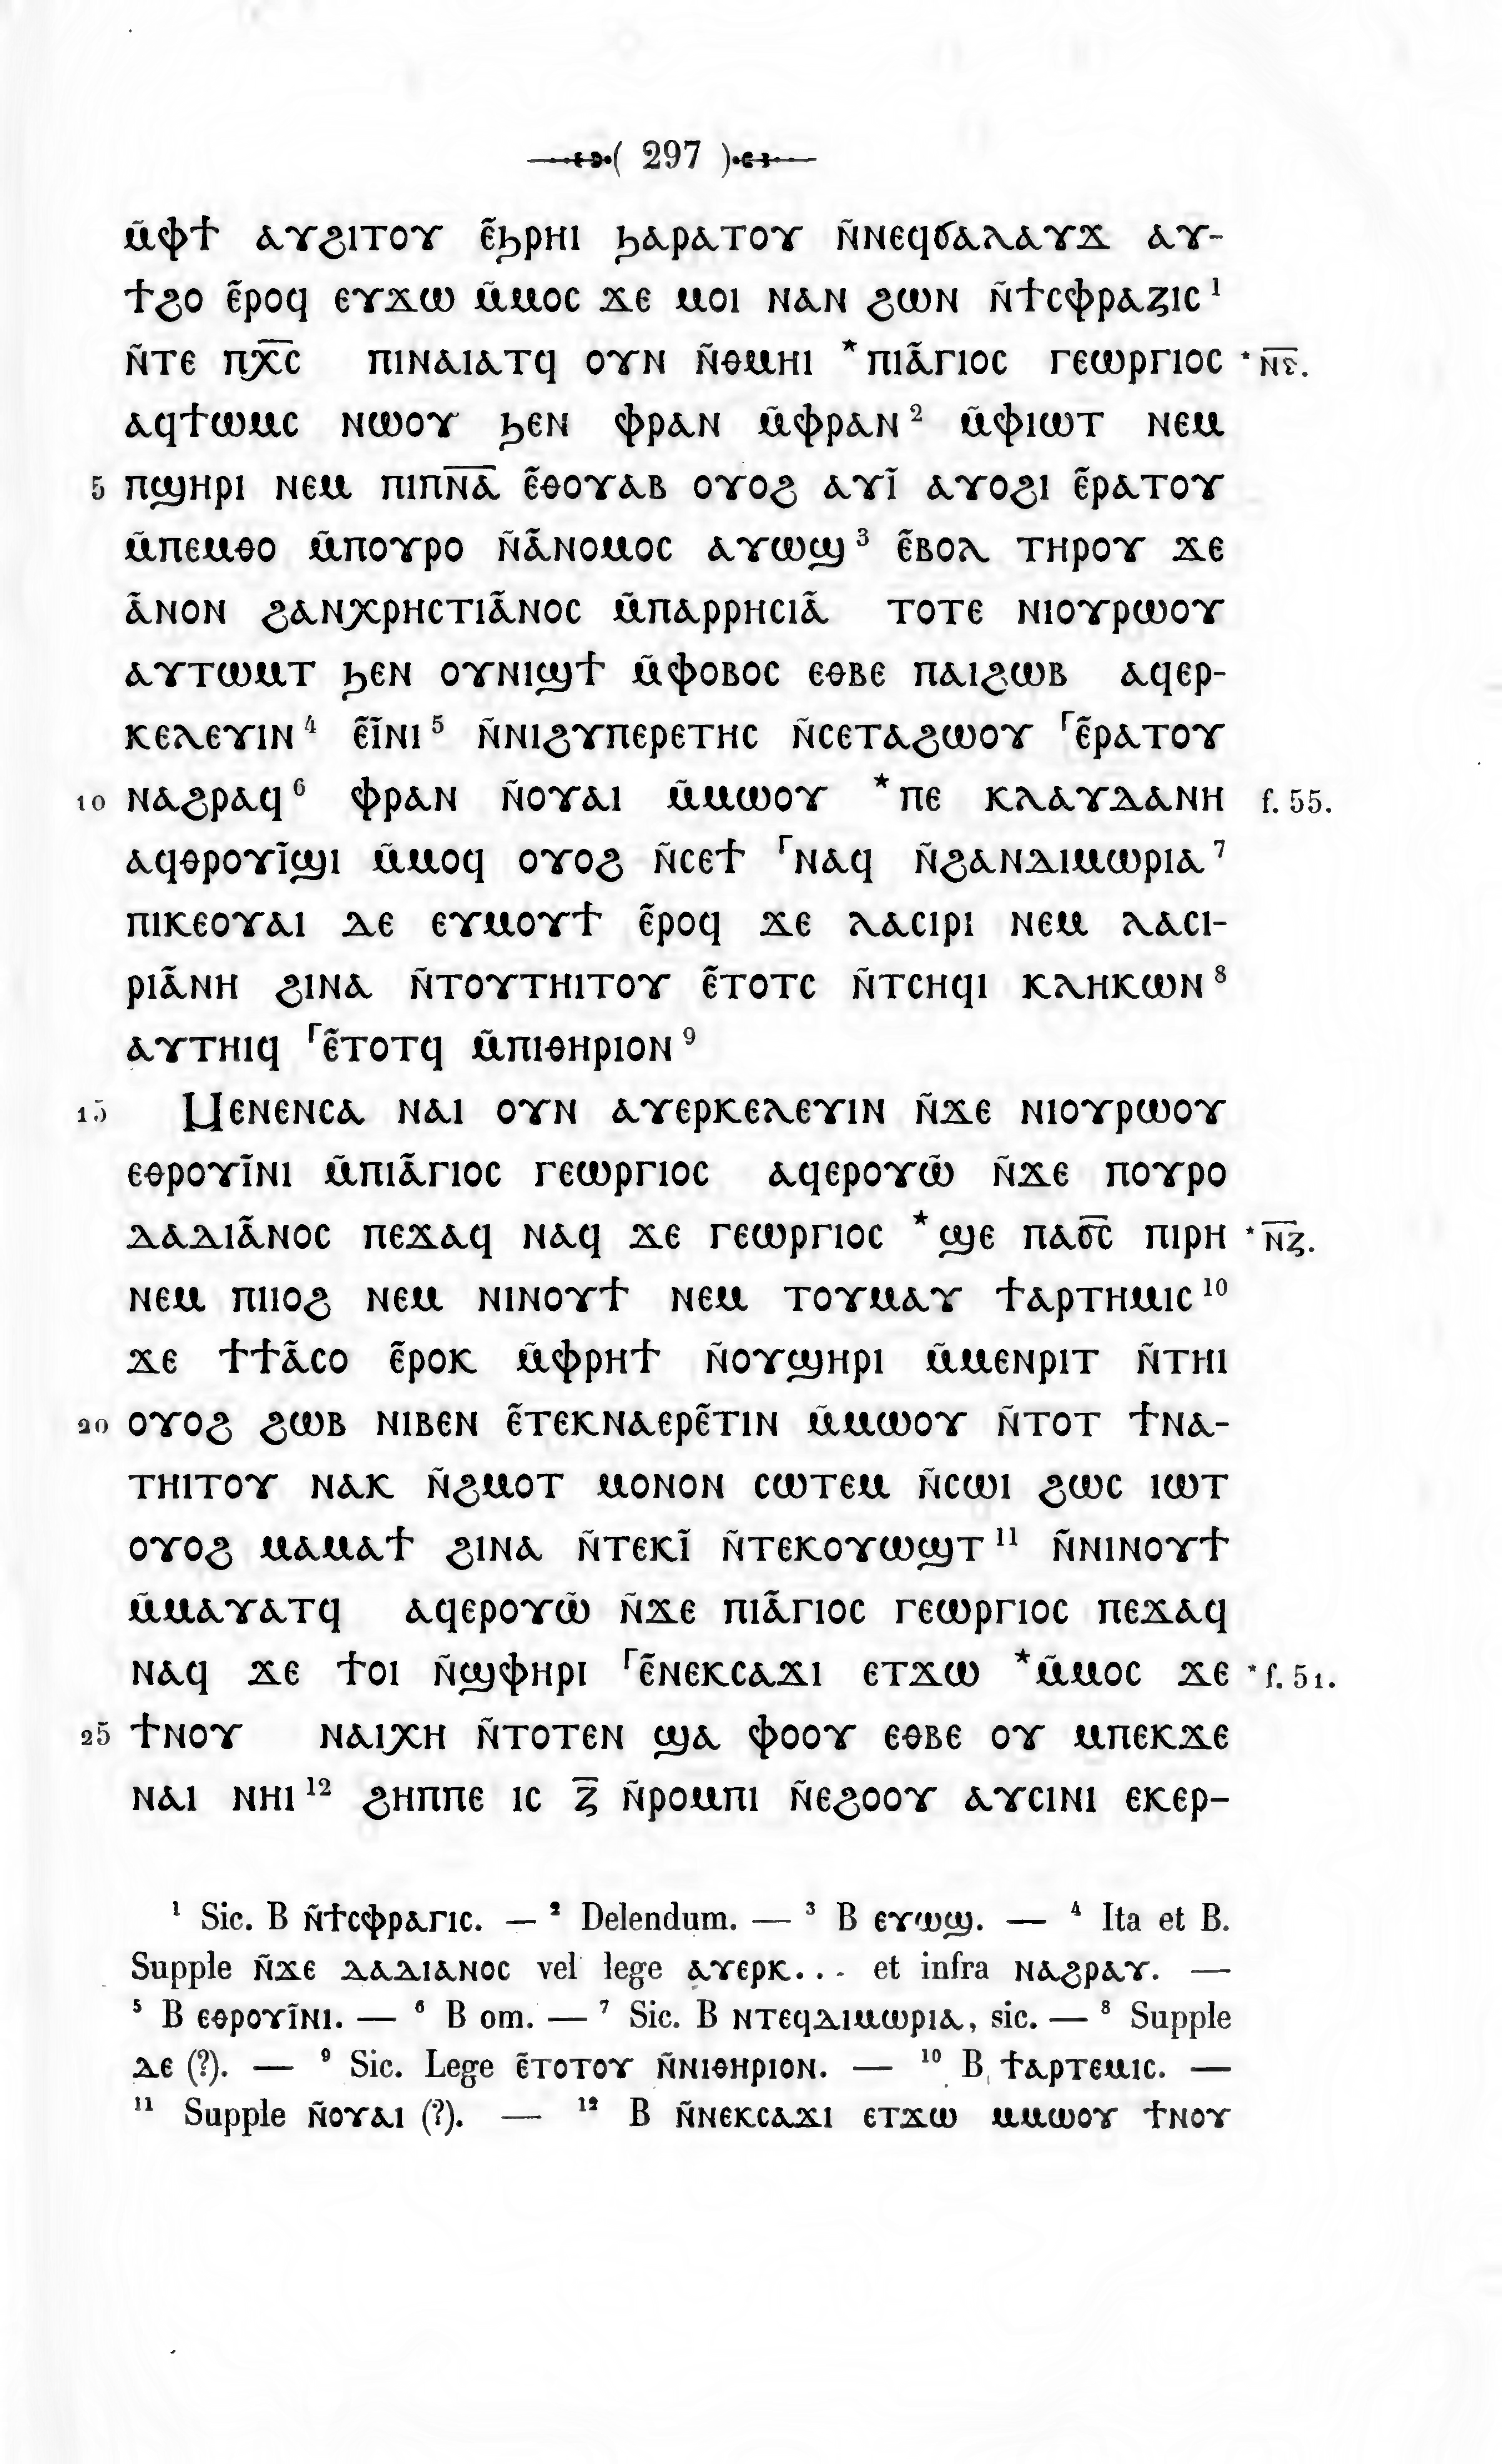 ( 297 )
ⲙ̃ⲫϯ ⲁⲩϩⲓⲧⲟⲩ ⲉ̃ϧⲣⲏⲓ ϧⲁⲣⲁⲧⲟⲩ ⲛ̃ⲛⲉϥϭⲁⲗⲁⲩϫ ⲁⲩ-
ϯϩⲟ ⲉ̃ⲣⲟϥ ⲉⲩϫⲱ ⲙ̃ⲙⲟⲥ ϫⲉ ⲙⲟⲓ ⲛⲁⲛ ϩⲱⲛ ⲛ̃ϯⲥⲫⲣⲁⲍⲓⲥ ¹
ⲛ̃ⲧⲉ ⲡⲭ̅ⲥ̅ ⲡⲓⲛⲁⲓⲁⲧϥ ⲟⲩⲛ ⲛ̃ⲑⲙⲏⲓ *ⲡⲓⲁ̃ⲅⲓⲟⲥ ⲅⲉⲱⲣⲅⲓⲟⲥ * ⲛ̅ⲋ̅.
ⲁϥϯⲱⲙⲥ ⲛⲱⲟⲩ ϧⲉⲛ ⲫⲣⲁⲛ ⲙ̃ⲫⲣⲁⲛ ² ⲙ̃ⲫⲓⲱⲧ ⲛⲉⲙ
5 ⲡϣⲏⲣⲓ ⲛⲉⲙ ⲡⲓⲡⲛ̅ⲁ̅ ⲉ̃ⲑⲟⲩⲁⲃ ⲟⲩⲟϩ ⲁⲩⲓ̃ ⲁⲩⲟϩⲓ ⲉ̃ⲣⲁⲧⲟⲩ
ⲙ̃ⲡⲉⲙⲑⲟ ⲙ̃ⲡⲟⲩⲣⲟ ⲛ̃ⲁ̃ⲛⲟⲙⲟⲥ ⲁⲩⲱϣ ³ ⲉ̃ⲃⲟⲗ ⲧⲏⲣⲟⲩ ϫⲉ
ⲁ̃ⲛⲟⲛ ϩⲁⲛⲭⲣⲏⲥⲧⲓⲁ̃ⲛⲟⲥ ⲙ̃ⲡⲁⲣⲣⲏⲥⲓⲁ̃ ⲧⲟⲧⲉ ⲛⲓⲟⲩⲣⲱⲟⲩ
ⲁⲩⲧⲱⲙⲧ ϧⲉⲛ ⲟⲩⲛⲓϣϯ ⲙ̃ⲫⲟⲃⲟⲥ ⲉⲑⲃⲉ ⲡⲁⲓϩⲱⲃ ⲁϥⲉⲣ-
ⲕⲉⲗⲉⲩⲓⲛ ⁴ ⲉ̃ⲓ̃ⲛⲓ ⁵ ⲛ̃ⲛⲓϩⲩⲡⲉⲣⲉⲧⲏⲥ ⲛ̃ⲥⲉⲧⲁϩⲱⲟⲩ ⸢ⲉ̃ⲣⲁⲧⲟⲩ
10 ⲛⲁϩⲣⲁϥ ⁶ ⲫⲣⲁⲛ ⲛ̃ⲟⲩⲁⲓ ⲙ̃ⲙⲱⲟⲩ *ⲡⲉ ⲕⲗⲁⲩⲇⲁⲛⲏ f. 55.
ⲁϥⲑⲣⲟⲩⲓ̃ϣⲓ ⲙ̃ⲙⲟϥ ⲟⲩⲟϩ ⲛ̃ⲥⲉϯ ⸢ⲛⲁϥ ⲛ̃ϩⲁⲛⲇⲓⲙⲱⲣⲓⲁ ⁷
ⲡⲓⲕⲉⲟⲩⲁⲓ ⲇⲉ ⲉⲩⲙⲟⲩϯ ⲉ̃ⲣⲟϥ ϫⲉ ⲗⲁⲥⲓⲣⲓ ⲛⲉⲙ ⲗⲁⲥⲓ-
ⲣⲓⲁ̃ⲛⲏ ϩⲓⲛⲁ ⲛ̃ⲧⲟⲩⲧⲏⲓⲧⲟⲩ ⲉ̃ⲧⲟⲧⲥ ⲛ̃ⲧⲥⲏϥⲓ ⲕⲗⲏⲕⲱⲛ ⁸
ⲁⲩⲧⲏⲓϥ ⸢ⲉ̃ⲧⲟⲧϥ ⲙ̃ⲡⲓⲑⲏⲣⲓⲟⲛ ⁹
15 Ⲙⲉⲛⲉⲛⲥⲁ ⲛⲁⲓ ⲟⲩⲛ ⲁⲩⲉⲣⲕⲉⲗⲉⲩⲓⲛ ⲛ̃ϫⲉ ⲛⲓⲟⲩⲣⲱⲟⲩ
ⲉⲑⲣⲟⲩⲓ̃ⲛⲓ ⲙ̃ⲡⲓⲁ̃ⲅⲓⲟⲥ ⲅⲉⲱⲣⲅⲓⲟⲥ ⲁϥⲉⲣⲟⲩⲱ̃ ⲛ̃ϫⲉ ⲡⲟⲩⲣⲟ
ⲇⲁⲇⲓⲁ̃ⲛⲟⲥ ⲡⲉϫⲁϥ ⲛⲁϥ ϫⲉ ⲅⲉⲱⲣⲅⲓⲟⲥ *ϣⲉ ⲡⲁϭ̅ⲥ̅ ⲡⲓⲣⲏ * ⲛ̅ⲍ̅.
ⲛⲉⲙ ⲡⲓⲓⲟϩ ⲛⲉⲙ ⲛⲓⲛⲟⲩϯ ⲛⲉⲙ ⲧⲟⲩⲙⲁⲩ ϯⲁⲣⲧⲏⲙⲓⲥ ¹⁰
ϫⲉ ϯϯⲁ̃ⲥⲟ ⲉ̃ⲣⲟⲕ ⲙ̃ⲫⲣⲏϯ ⲛ̃ⲟⲩϣⲏⲣⲓ ⲙ̃ⲙⲉⲛⲣⲓⲧ ⲛ̃ⲧⲏⲓ
20 ⲟⲩⲟϩ ϩⲱⲃ ⲛⲓⲃⲉⲛ ⲉ̃ⲧⲉⲕⲛⲁⲉⲣⲉ̃ⲧⲓⲛ ⲙ̃ⲙⲱⲟⲩ ⲛ̃ⲧⲟⲧ ϯⲛⲁ-
ⲧⲏⲓⲧⲟⲩ ⲛⲁⲕ ⲛ̃ϩⲙⲟⲧ ⲙⲟⲛⲟⲛ ⲥⲱⲧⲉⲙ ⲛ̃ⲥⲱⲓ ϩⲱⲥ ⲓⲱⲧ
ⲟⲩⲟϩ ⲙⲁⲙⲁϯ ϩⲓⲛⲁ ⲛ̃ⲧⲉⲕⲓ̃ ⲛ̃ⲧⲉⲕⲟⲩⲱϣⲧ ¹¹ ⲛ̃ⲛⲓⲛⲟⲩϯ
ⲙ̃ⲙⲁⲩⲁⲧϥ ⲁϥⲉⲣⲟⲩⲱ̃ ⲛ̃ϫⲉ ⲡⲓⲁ̃ⲅⲓⲟⲥ ⲅⲉⲱⲣⲅⲓⲟⲥ ⲡⲉϫⲁϥ
ⲛⲁϥ ϫⲉ ϯⲟⲓ ⲛ̃ϣⲫⲏⲣⲓ ⸢ⲉ̃ⲛⲉⲕⲥⲁϫⲓ ⲉⲧϫⲱ *ⲙ̃ⲙⲟⲥ ϫⲉ * f. 51.
25 ϯⲛⲟⲩ ⲛⲁⲓⲭⲏ ⲛ̃ⲧⲟⲧⲉⲛ ϣⲁ ⲫⲟⲟⲩ ⲉⲑⲃⲉ ⲟⲩ ⲙⲡⲉⲕϫⲉ
ⲛⲁⲓ ⲛⲏⲓ ¹² ϩⲏⲡⲡⲉ ⲓⲥ ⲍ̅ ⲛ̃ⲣⲟⲙⲡⲓ ⲛ̃ⲉϩⲟⲟⲩ ⲁⲩⲥⲓⲛⲓ ⲉⲕⲉⲣ-
¹ Sic. B ⲛ̃ϯⲥⲫⲣⲁⲅⲓⲥ. — ² Delendum. — ³ B ⲉⲩⲱϣ. — ⁴ Ita et B.
Supple ⲛ̃ϫⲉ ⲇⲁⲇⲓⲁⲛⲟⲥ vel lege ⲁⲩⲉⲣⲕ... et infra ⲛⲁϩⲣⲁⲩ. —
⁵ B ⲉⲑⲣⲟⲩⲓ̃ⲛⲓ. — ⁶ B om. — ⁷ Sic. B ⲛⲧⲉϥⲇⲓⲙⲱⲣⲓⲁ, sic. — ⁸ Supple
ⲇⲉ (?). — ⁹ Sic. Lege ⲉ̃ⲧⲟⲧⲟⲩ ⲛ̃ⲛⲓⲑⲏⲣⲓⲟⲛ. — ¹⁰ B ϯⲁⲣⲧⲉⲙⲓⲥ. —
¹¹ Supple ⲛ̃ⲟⲩⲁⲓ (?). — ¹² B ⲛ̃ⲛⲉⲕⲥⲁϫⲓ ⲉⲧϫⲱ ⲙⲙⲱⲟⲩ ϯⲛⲟⲩ